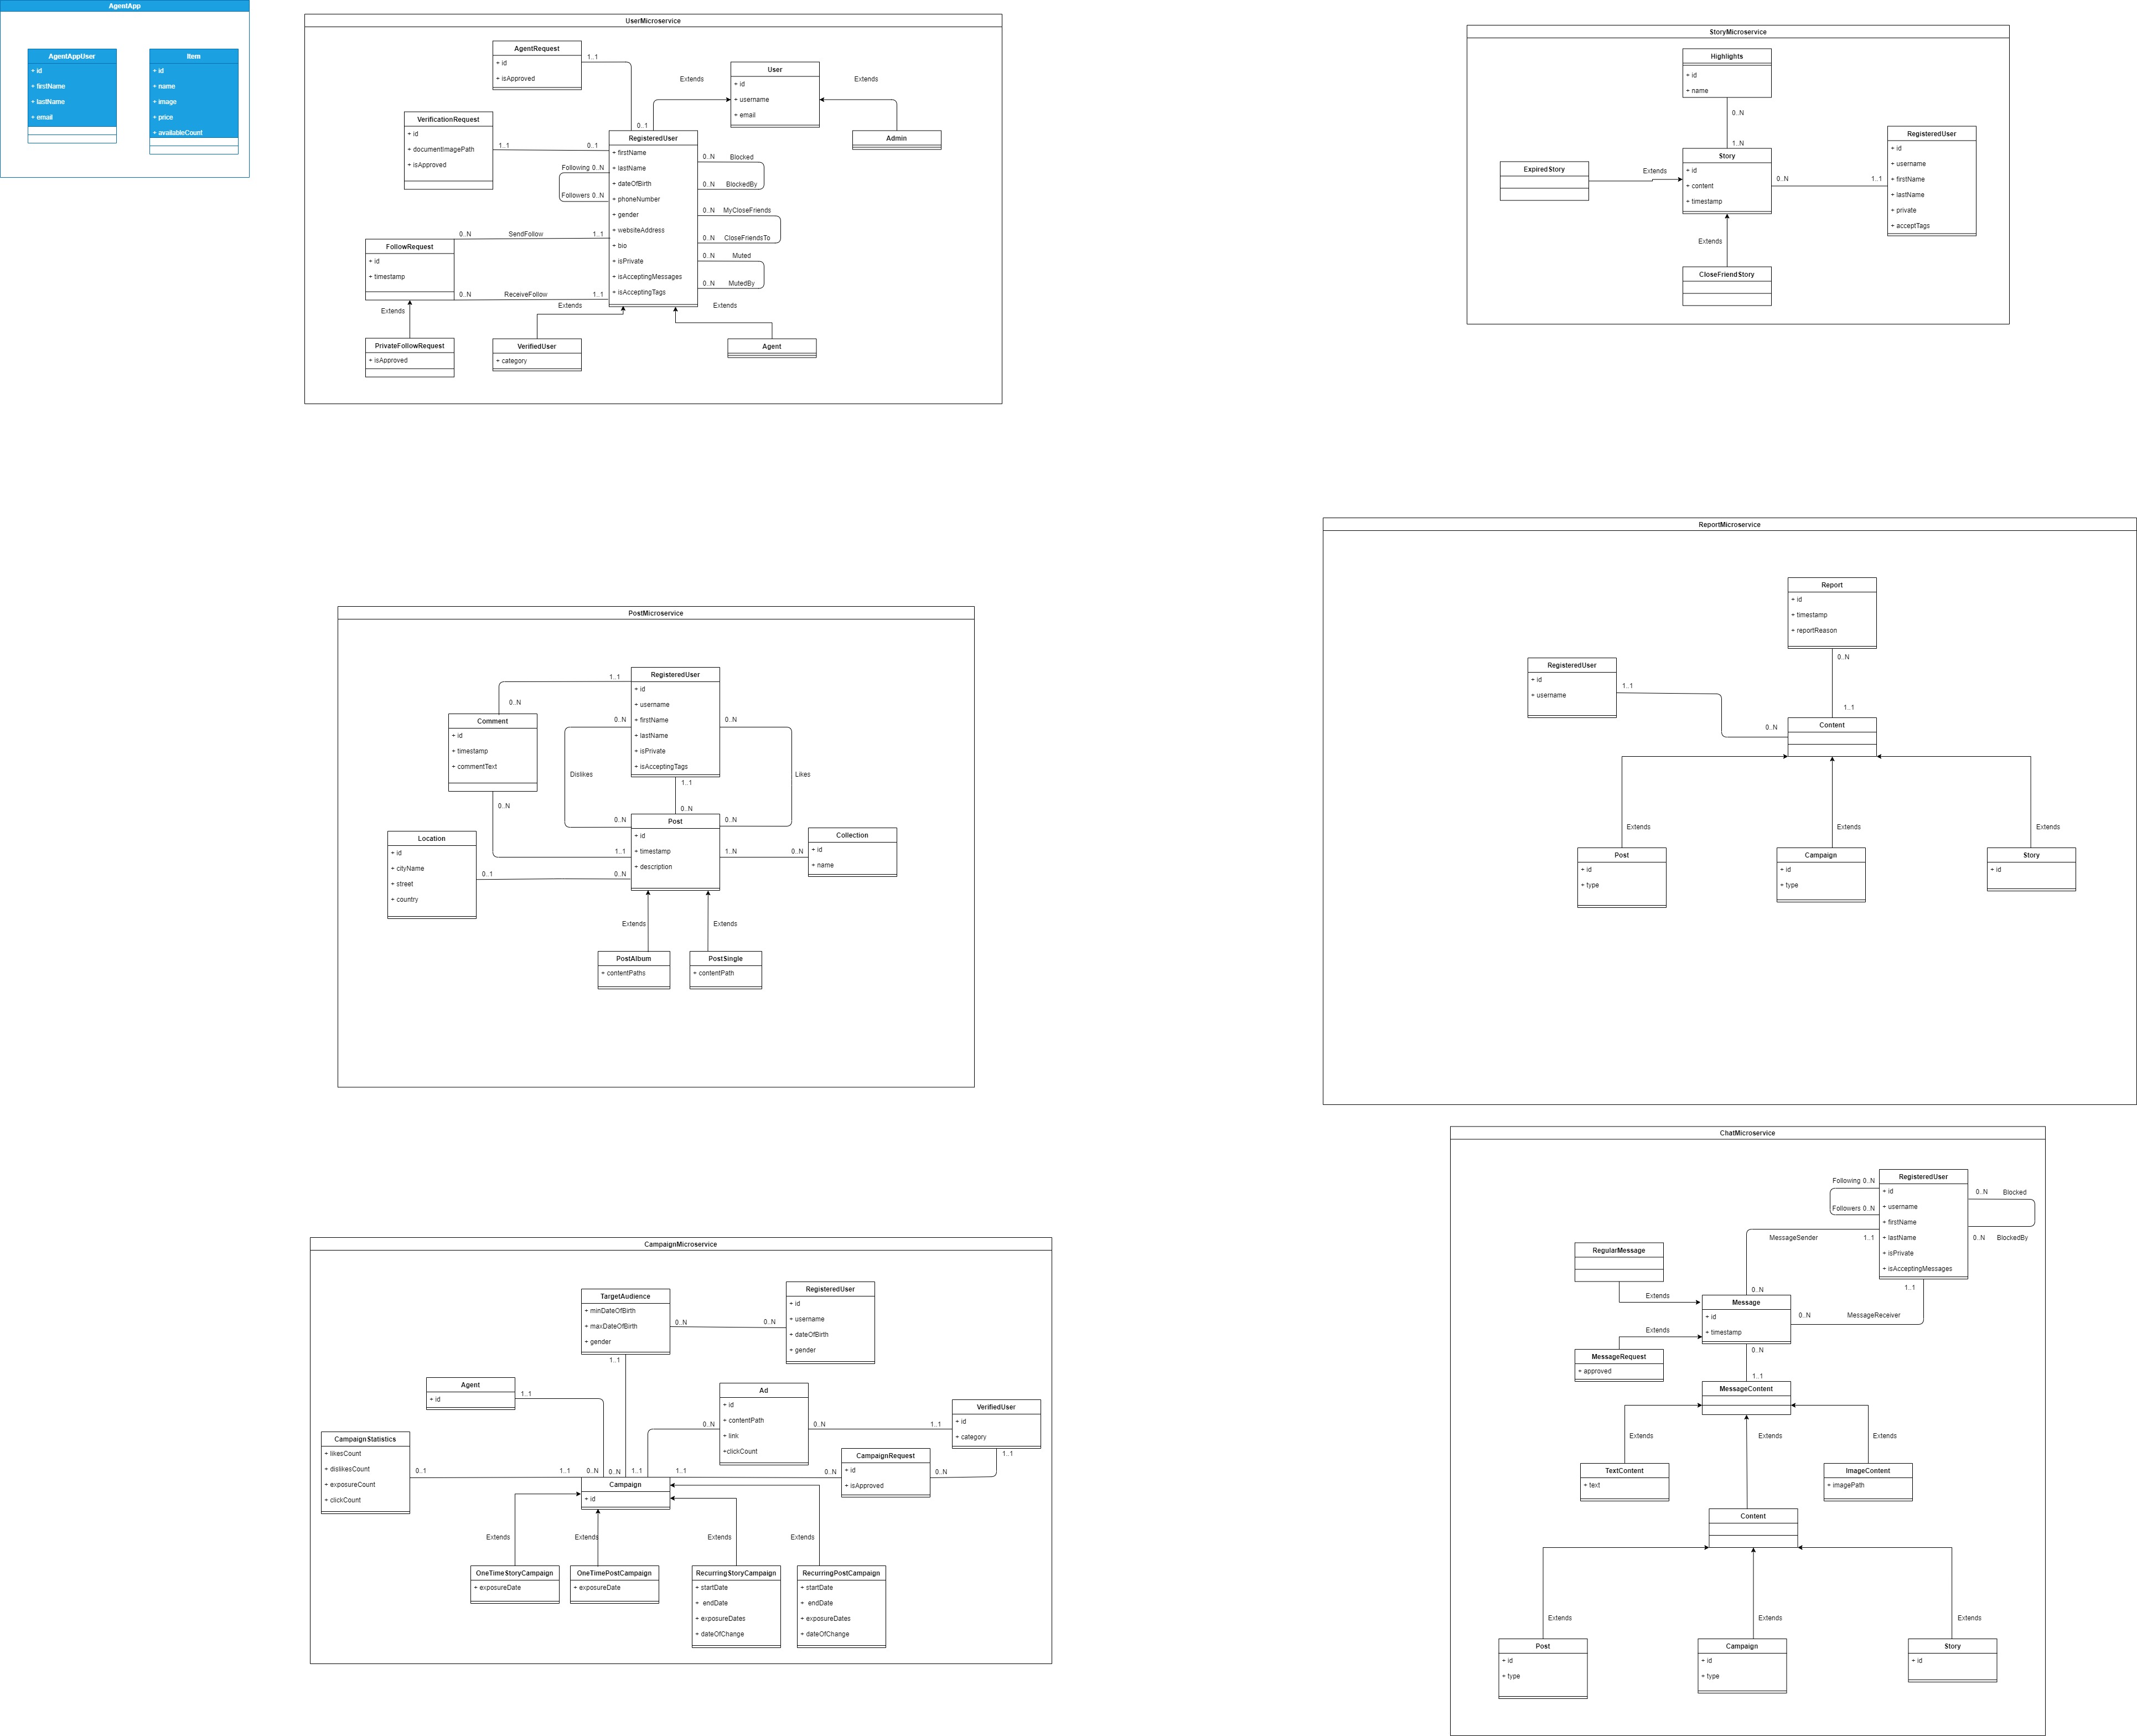 AgentApp
AgentAppUser
+ id
+ firstName
+ lastName
+ email
Item
+ id
+ name
+ image
+ price
+ availableCount
UserMicroservice
AgentRequest
+ id
+ isApproved
1..1
0..1
Extends
User
+ id
+ username
+ email
Extends
Admin
VerificationRequest
+ id
+ documentImagePath
+ isApproved
1..1
0..1
RegisteredUser
+ firstName
+ lastName
+ dateOfBirth
+ phoneNumber
+ gender
+ websiteAddress
+ bio
+ isPrivate
+ isAcceptingMessages
+ isAcceptingTags
Following 0..N
Followers 0..N
0..N Blocked
0..N BlockedBy
0..N MyCloseFriends
0..N CloseFriendsTo
0..N Muted
0..N MutedBy
FollowRequest
+ id
+ timestamp
0..N SendFollow 1..1
0..N ReceiveFollow 1..1
Extends
Extends
Extends
PrivateFollowRequest
+ isApproved
VerifiedUser
+ category
Agent
StoryMicroservice
Highlights
+ id
+ name
0..N
1..N
Story
+ id
+ content
+ timestamp
ExpiredStory
Extends
0..N
1..1
RegisteredUser
+ id
+ username
+ firstName
+ lastName
+ private
+ acceptTags
Extends
CloseFriendStory
PostMicroservice
RegisteredUser
+ id
+ username
+ firstName
+ lastName
+ isPrivate
+ isAcceptingTags
1..1
0..N
Comment
+ id
+ timestamp
+ commentText
0..N
0..N
Dislikes
Likes
1..1
0..N
0..N
0..N
0..N
1..1
Post
+ id
+ timestamp
+ description
Location
+ id
+ cityName
+ street
+ country
0..1
0..N
1..N
0..N
Collection
+ id
+ name
Extends
Extends
PostAlbum
+ contentPaths
PostSingle
+ contentPath
ReportMicroservice
Report
+ id
+ timestamp
+ reportReason
0..N
1..1
RegisteredUser
+ id
+ username
1..1
0..N
Content
Extends
Extends
Extends
Post
+ id
+ type
Campaign
+ id
+ type
Story
+ id
CampaignMicroservice
TargetAudience
+ minDateOfBirth
+ maxDateOfBirth
+ gender
0..N
0..N
RegisteredUser
+ id
+ username
+ dateOfBirth
+ gender
1..1
Agent
+ id
1..1
Ad
+ id
+ contentPath
+ link
+clickCount
0..N
0..N
1..1
VerifiedUser
+ id
+ category
1..1
CampaignStatistics
+ likesCount
+ dislikesCount
+ exposureCount
+ clickCount
0..1
1..1
0..N
0..N
1..1
1..1
0..N
CampaignRequest
+ id
+ isApproved
0..N
Campaign
+ id
Extends
Extends
Extends
Extends
OneTimeStoryCampaign
+ exposureDate
OneTimePostCampaign
+ exposureDate
RecurringStoryCampaign
+ startDate
+ endDate
+ exposureDates
+ dateOfChange
RecurringPostCampaign
+ startDate
+ endDate
+ exposureDates
+ dateOfChange
ChatMicroservice
RegisteredUser
+ id
+ username
+ firstName
+ lastName
+ isPrivate
+ isAcceptingMessages
Following 0..N
Followers 0..N
0..N Blocked
0..N BlockedBy
MessageSender
1..1
0..N
1..1
RegularMessage
Extends
Message
+ id
+ timestamp
0..N
MessageReceiver
Extends
MessageRequest
+ approved
0..N
1..1
MessageContent
Extends
Extends
Extends
TextContent
+ text
ImageContent
+ imagePath
Content
Extends
Extends
Extends
Post
+ id
+ type
Campaign
+ id
+ type
Story
+ id